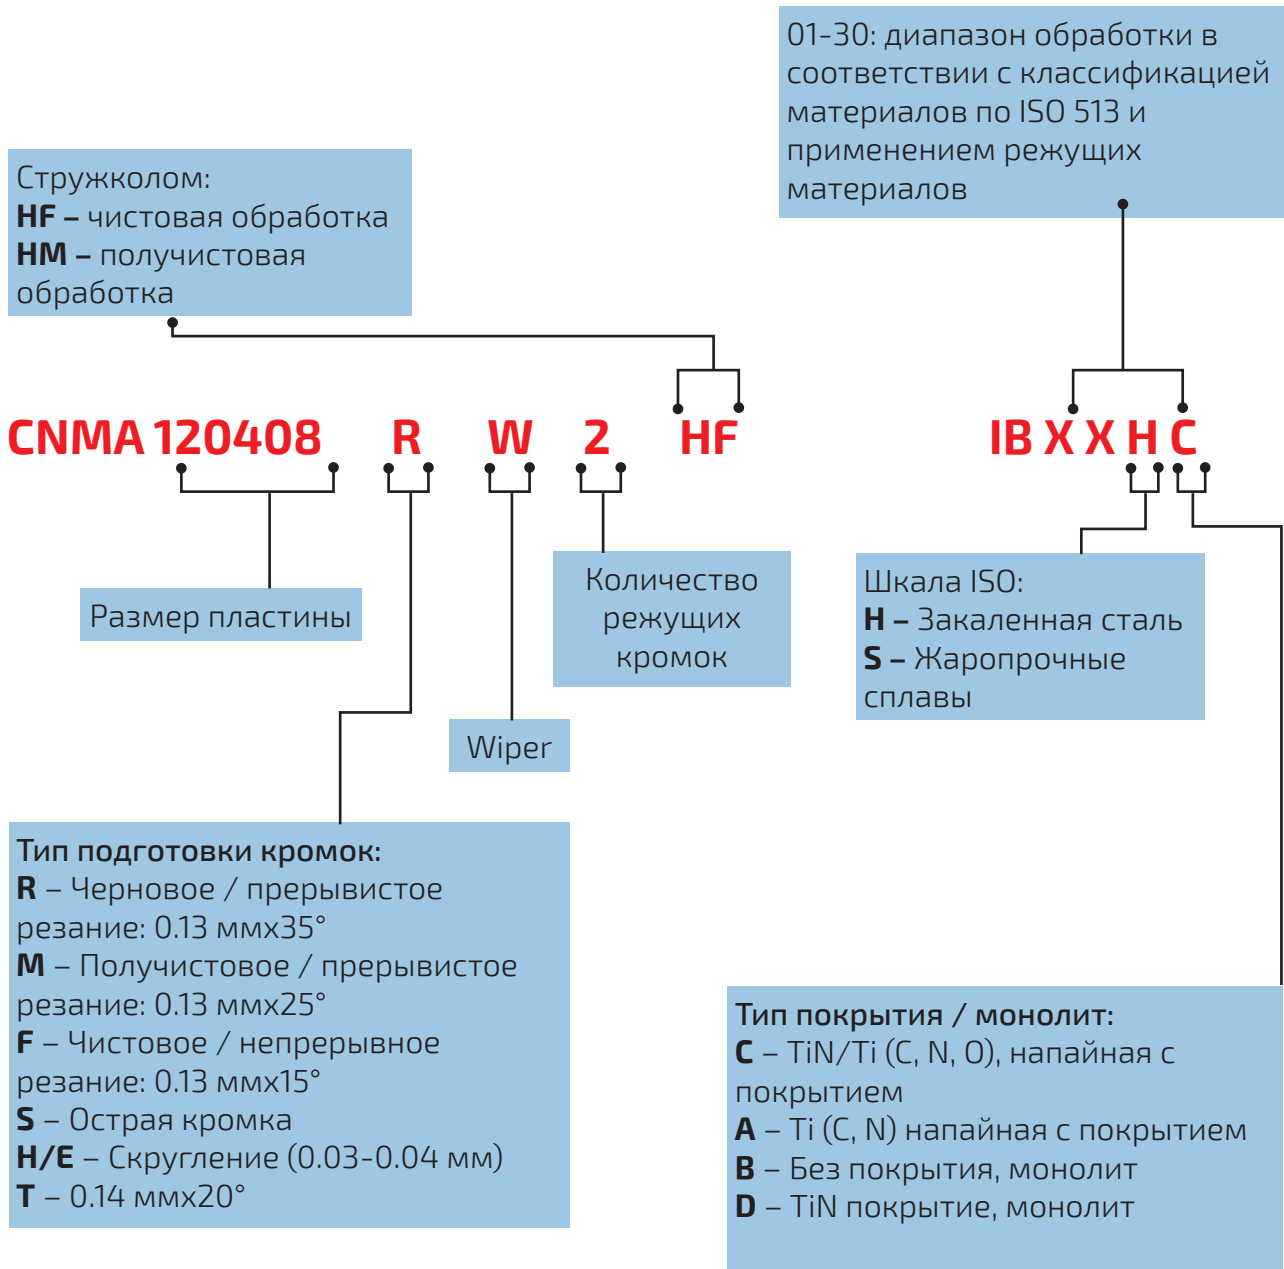 01-30: диапазон обработки в
соответствии с классификацией
материалов по ISO 513 и
применением режущих
материалов
Стружколом:
HF – чистовая обработка
HM – получистовая
обработка
CNMA 120408 R W 2 HF IB X X H C
Размер пластины
Количество
режущих
кромок
Шкала ISO:
H – Закаленная сталь
S – Жаропрочные
сплавы
Wiper
Тип подготовки кромок:
R – Черновое / прерывистое
резание: 0.13 ммx35°
M – Получистовое / прерывистое
резание: 0.13 ммx25°
F – Чистовое / непрерывное
резание: 0.13 ммx15°
S – Острая кромка
H/E – Скругление (0.03-0.04 мм)
T – 0.14 ммx20°
Тип покрытия / монолит:
C – TiN/Ti (C, N, O), напайная с
покрытием
A – Ti (C, N) напайная с покрытием
B – Без покрытия, монолит
D – TiN покрытие, монолит